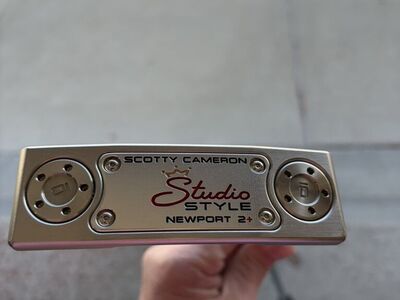 SCOTTY CAMERON
Studio
STYLE
NEWPORT 2+